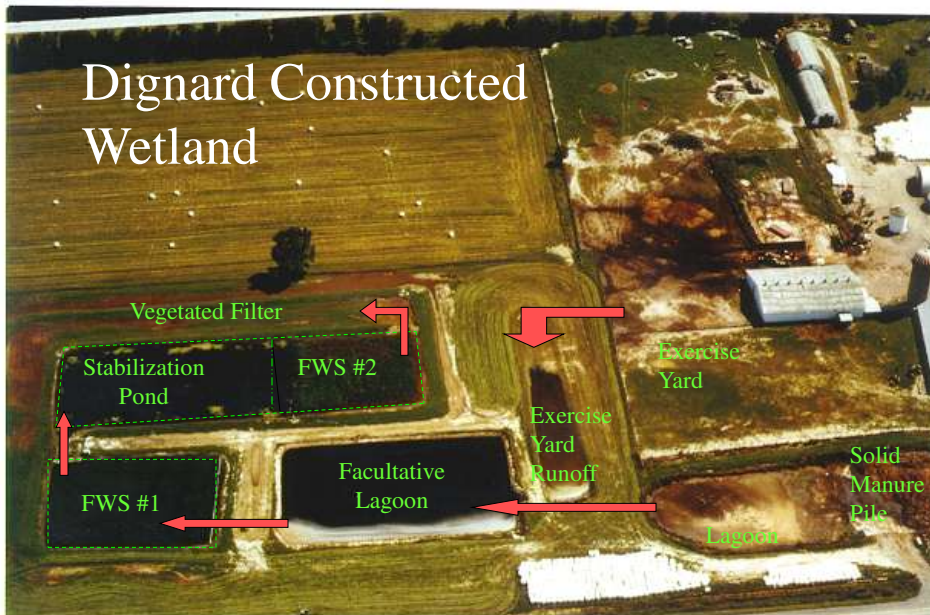 Dignard Constructed
Wetland
Vegetated Filter
Stabilization
Pond
FWS #2
Exercise
Yard
Exercise
Yard
Runoff
Facultative
Lagoon
FWS #1
Solid
Manure
Pile
Lagoon